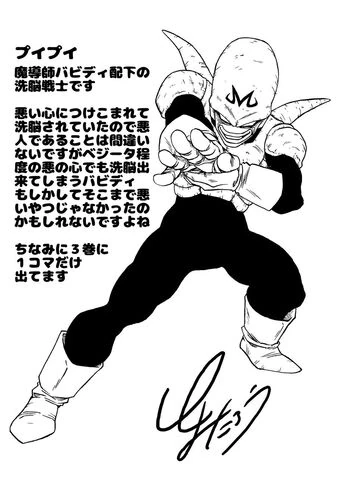 プイプイ
魔導師バビディ配下の
洗脳戦士です
悪い心につけこまれて
洗脳されていたので悪
人であることは間違い
ないですがベジータ程
度の悪の心でも洗脳出
来てしまうバビディ
もしかしてそこまで悪
いやつじゃなかったの
かもしれないですよね
ちなみに３巻に
１コマだけ
出てます
M